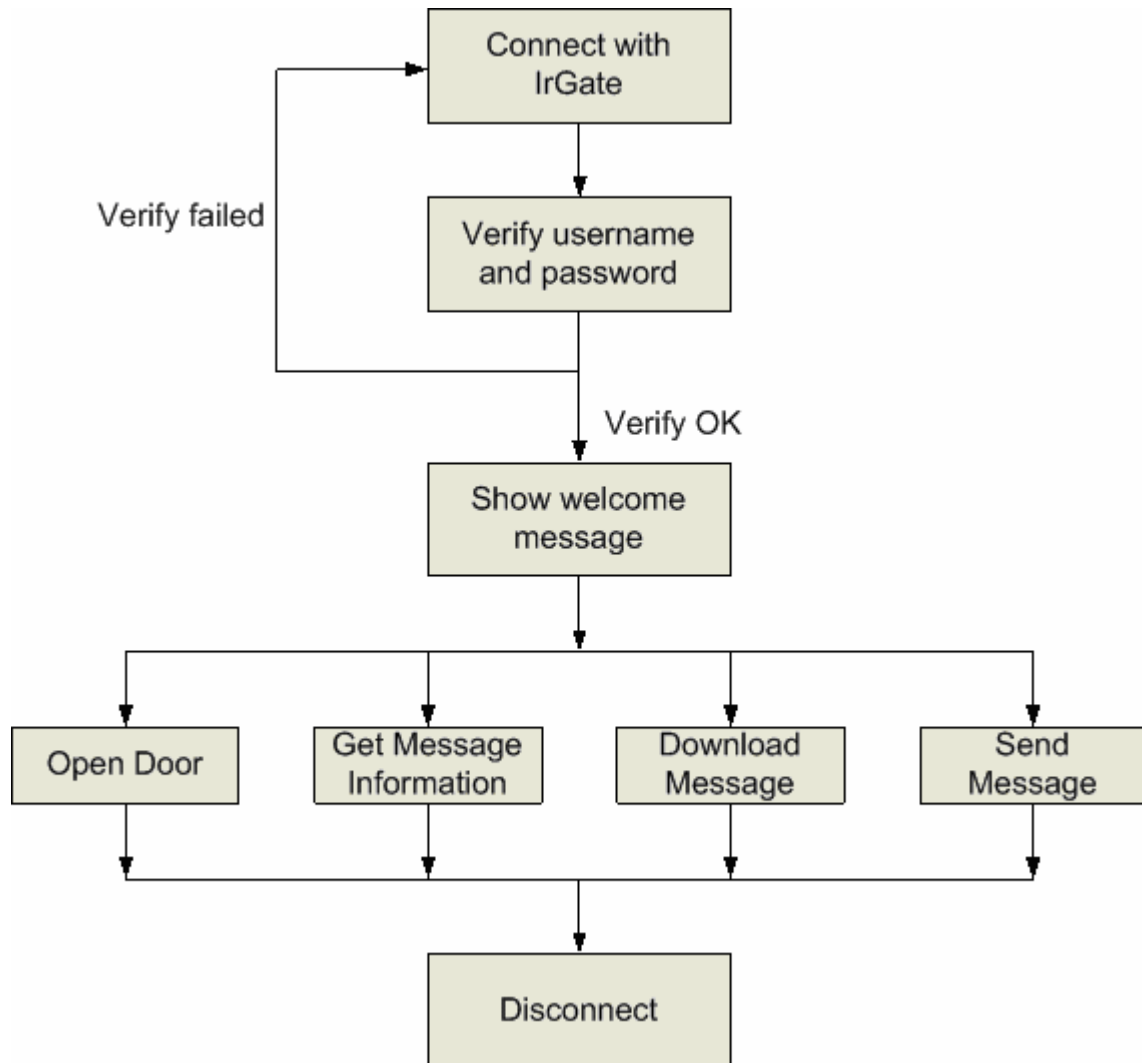 Connect with
IrGate
Verify failed
Verify username
and password
Verify OK
Show welcome
message
Open Door
Get Message
Information
Download
Message
Send
Message
Disconnect